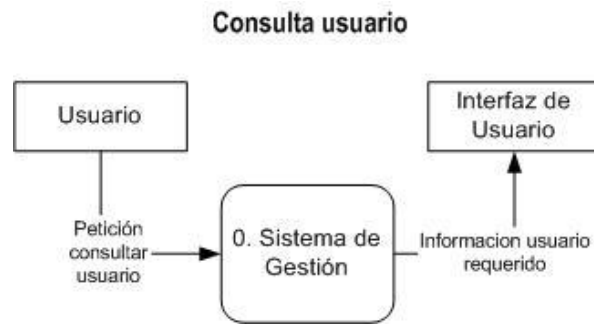 Consulta usuario
Usuario
Interfaz de
Usuario
Petición
consultar
usuario
0. Sistema de
Gestión
Informacion usuario
requerido